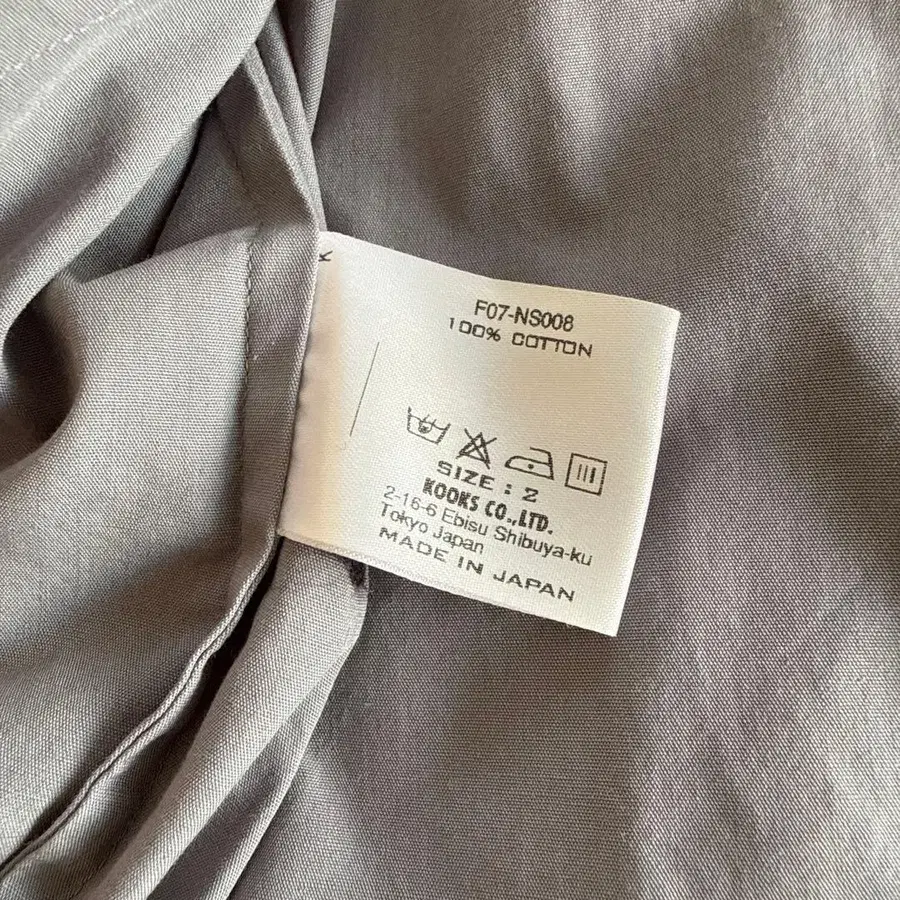 K
F07-NS008
100% COTTON
SIZE : 2
KOOKS CO.,LTD.
2-16-6 Ebisu Shibuya-ku
Tokyo Japan
MADE IN JAPAN